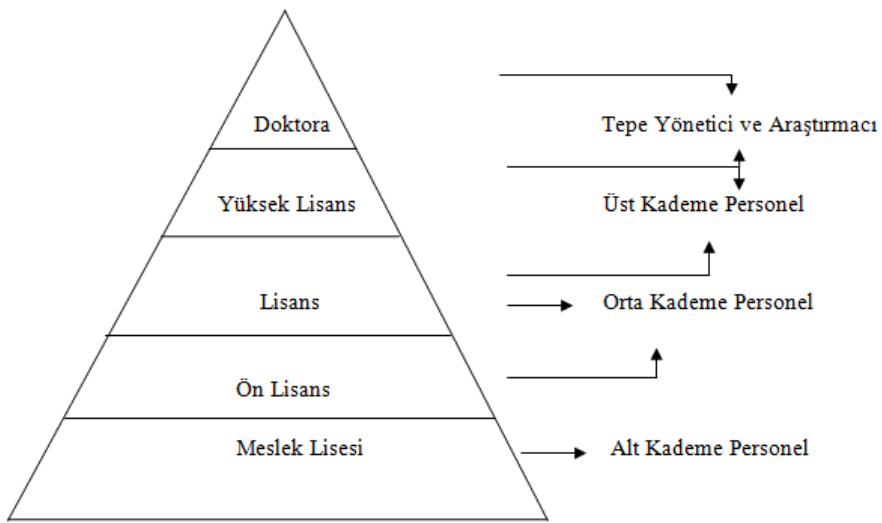 Doktora
Tepe Yönetici ve Araştırmacı
Yüksek Lisans
Üst Kademe Personel
Lisans
Orta Kademe Personel
Ön Lisans
Meslek Lisesi
Alt Kademe Personel